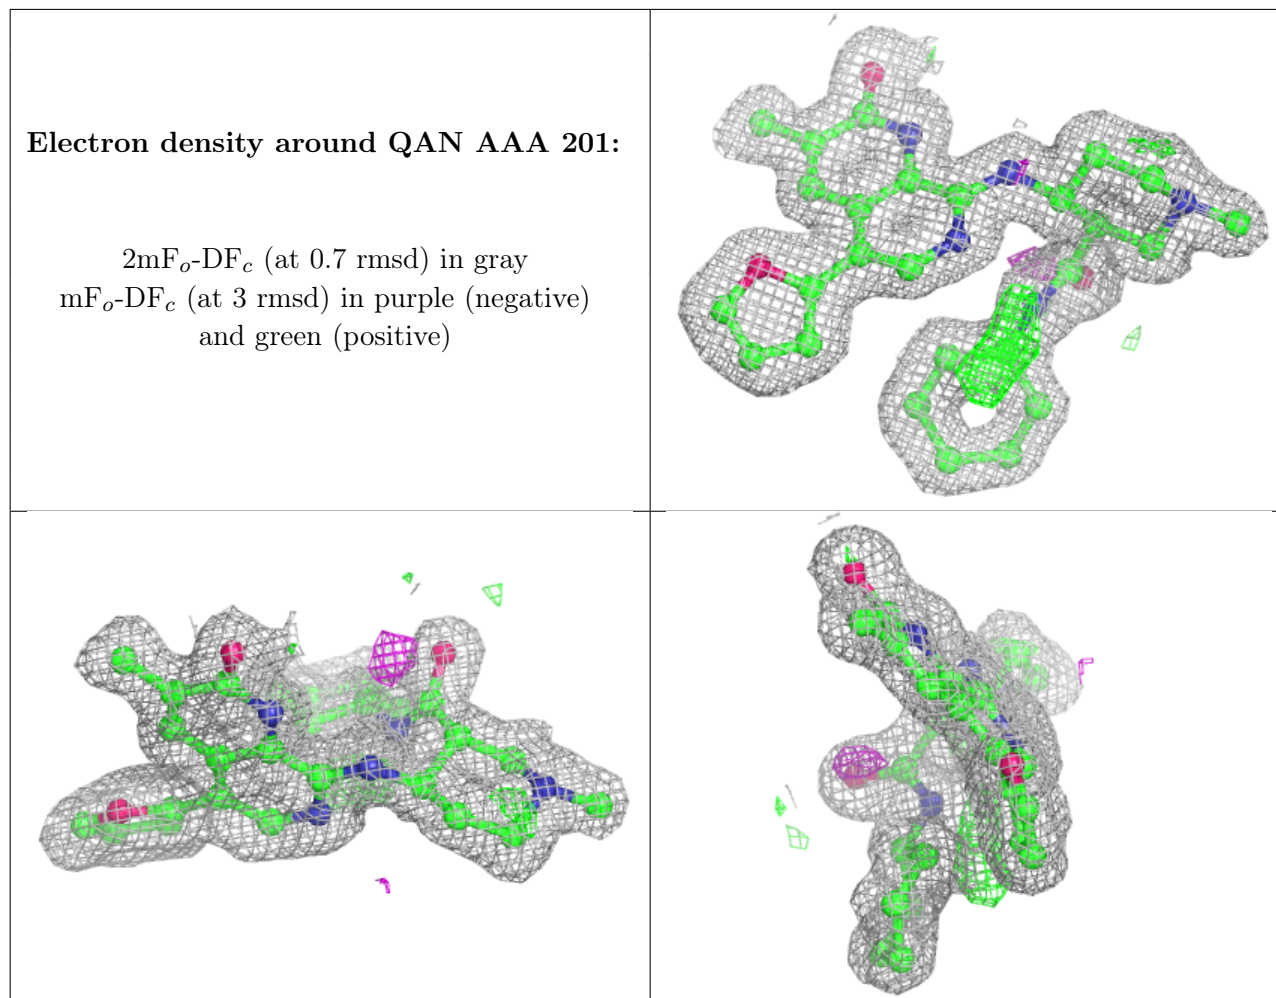 Electron density around QAN AAA 201:
2mFₒ-DF𝒸 (at 0.7 rmsd) in gray
mFₒ-DF𝒸 (at 3 rmsd) in purple (negative)
and green (positive)